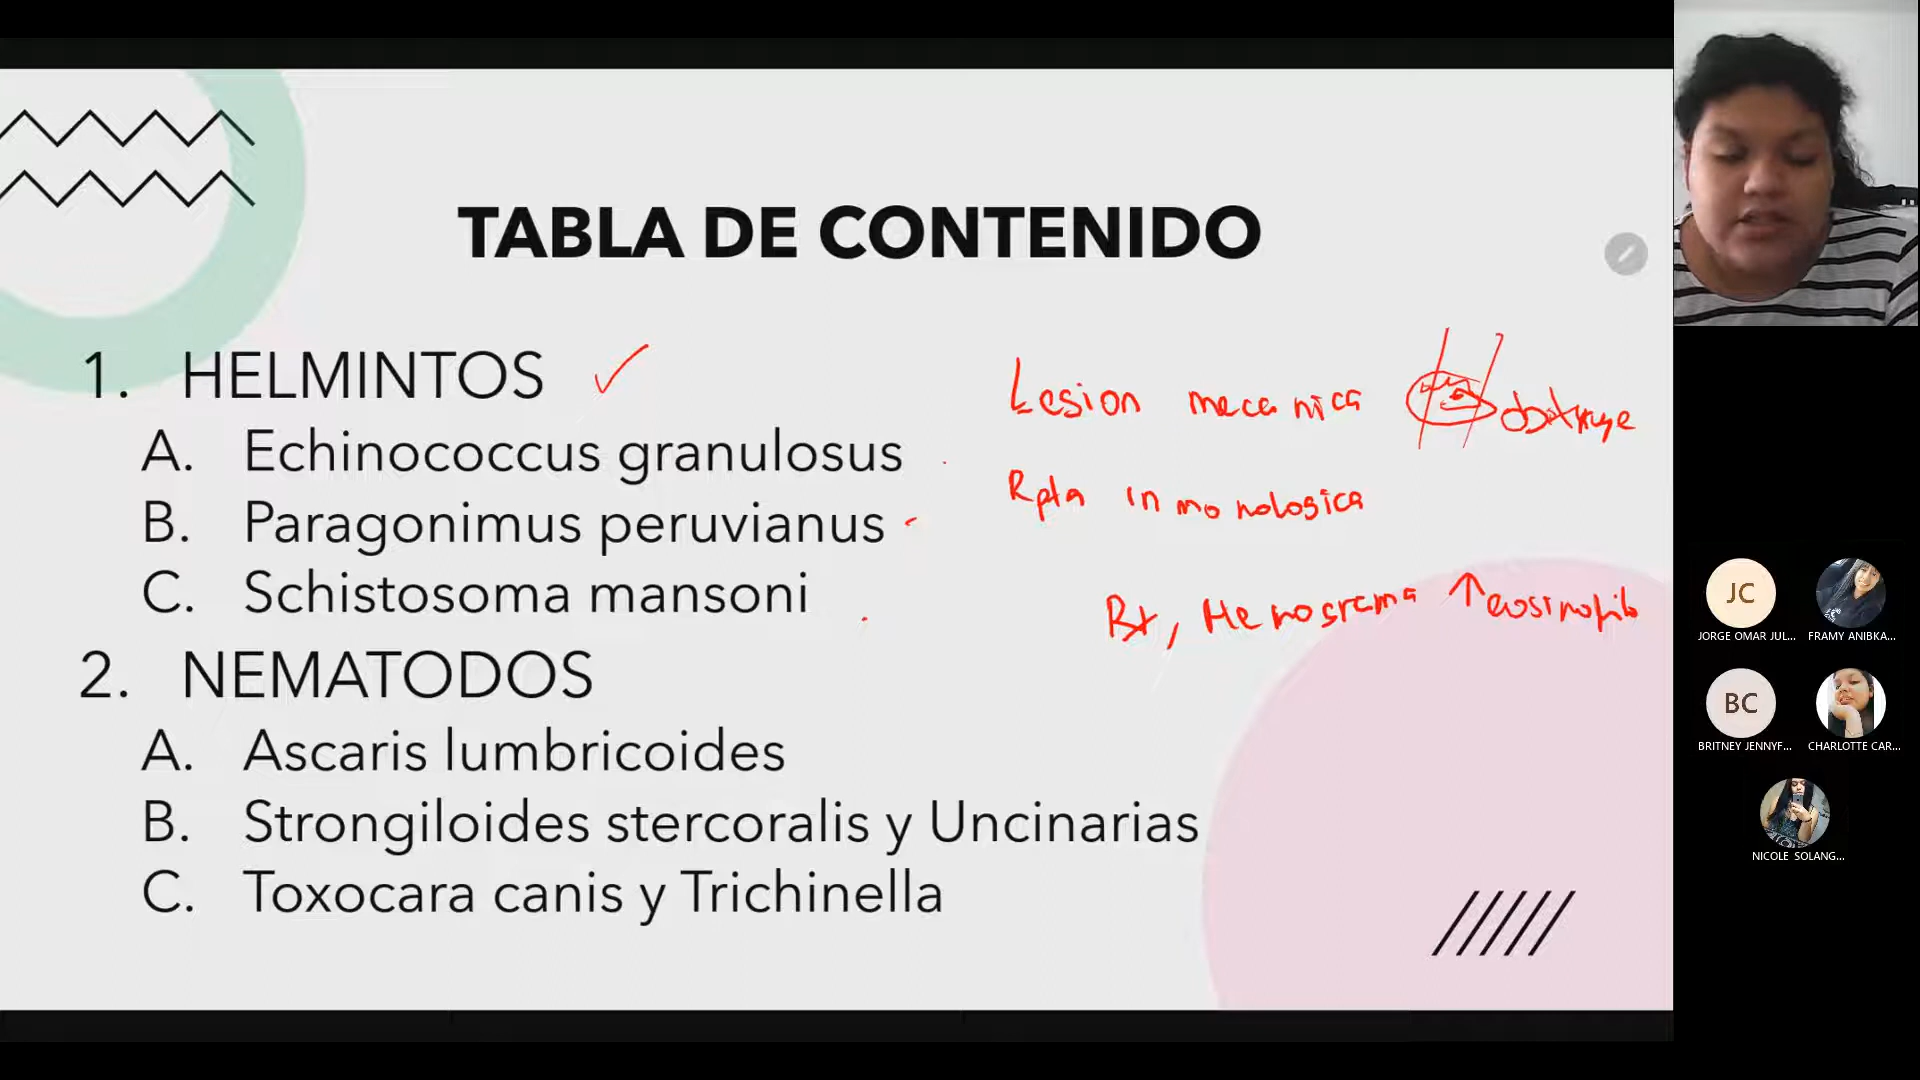 TABLA DE CONTENIDO
1. HELMINTOS
A. Echinococcus granulosus
B. Paragonimus peruvianus
C. Schistosoma mansoni
2. NEMATODOS
A. Ascaris lumbricoides
B. Strongiloides stercoralis y Uncinarias
C. Toxocara canis y Trichinella
Lesion mecanica obstruye
Rpta inmonologica
Rx, Hemograma ↑ eosinofilo
JC
JORGE OMAR JUL...
FRAMY ANIBKA...
BC
BRITNEY JENNYF...
CHARLOTTE CAR...
NICOLE SOLANG...